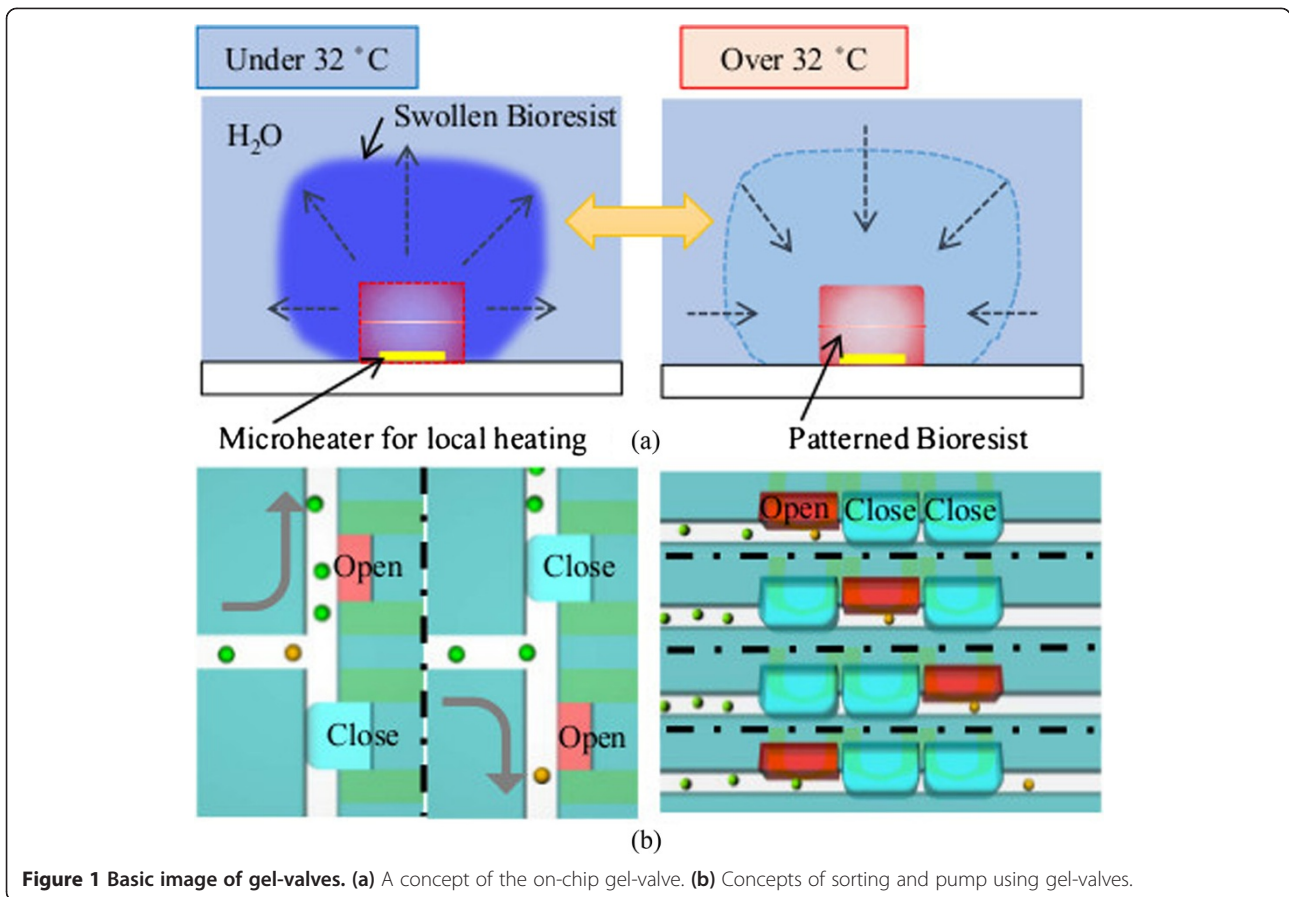 Under 32 °C
Over 32 °C
H₂O
Swollen Bioresist
Microheater for local heating
(a)
Patterned Bioresist
Open
Close
Close
Open
Open
Close
Close
(b)
Figure 1 Basic image of gel-valves. (a) A concept of the on-chip gel-valve. (b) Concepts of sorting and pump using gel-valves.